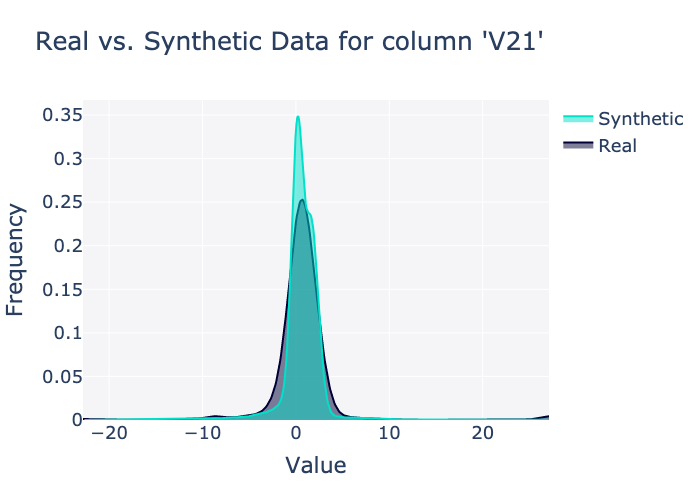 Real vs. Synthetic Data for column 'V21'
Synthetic
Real
0.35
0.3
0.25
0.2
0.15
0.1
0.05
0
Frequency
−20
−10
0
10
20
Value